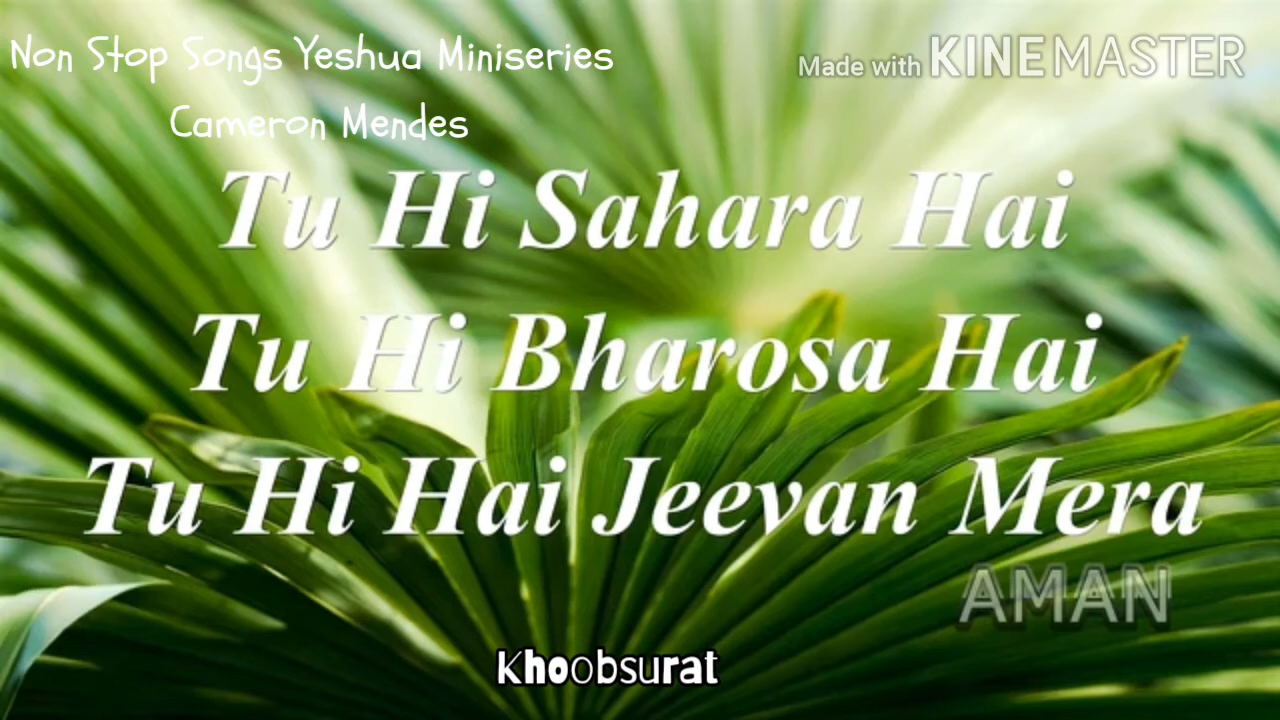 Non Stop Songs Yeshua Miniseries
Made with KINEMASTER
Cameron Mendes
Tu Hi Sahara Hai
Tu Hi Bharosa Hai
Tu Hi Hai Jeevan Mera
AMAN
Khoobsurat